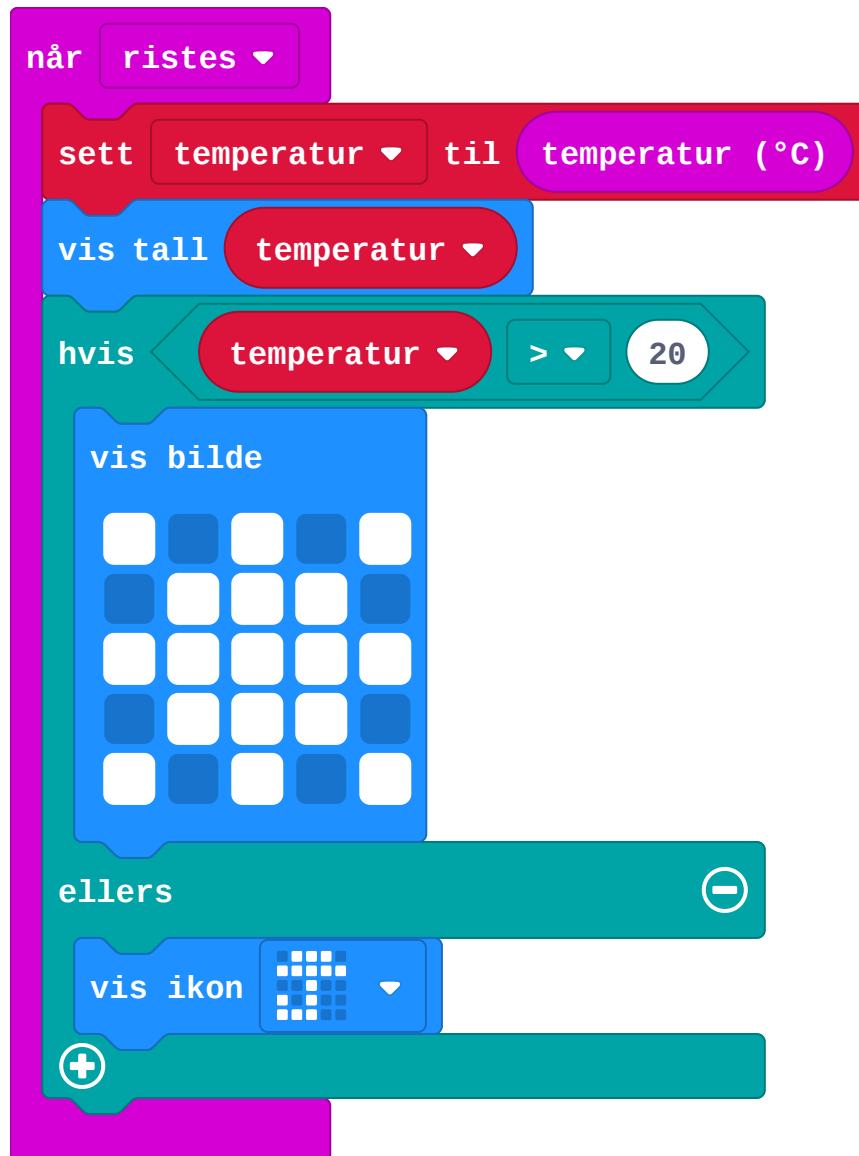 når ristes
sett temperatur til temperatur (°C)
vis tall temperatur
hvis temperatur > 20
vis bilde
ellers
vis ikon